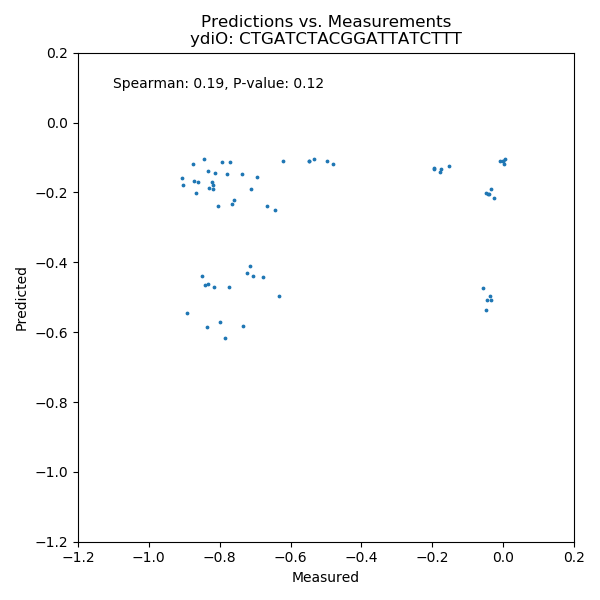 Predictions vs. Measurements
ydiO: CTGATCTACGGATTATCTTT
Spearman: 0.19, P-value: 0.12
0.2
0.0
−0.2
−0.4
−0.6
−0.8
−1.0
−1.2
Predicted
−1.2 −1.0 −0.8 −0.6 −0.4 −0.2 0.0 0.2
Measured